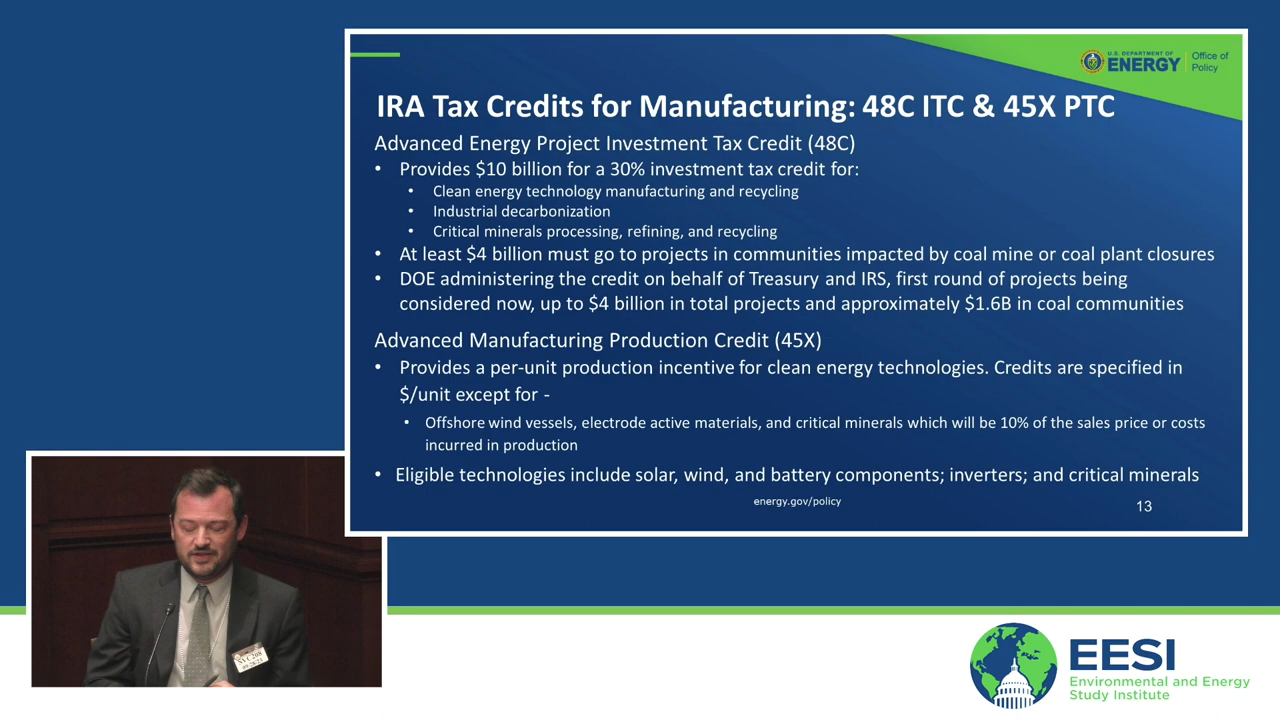 U.S. DEPARTMENT OF
ENERGY
Office of
Policy
IRA Tax Credits for Manufacturing: 48C ITC & 45X PTC
Advanced Energy Project Investment Tax Credit (48C)
• Provides $10 billion for a 30% investment tax credit for:
• Clean energy technology manufacturing and recycling
• Industrial decarbonization
• Critical minerals processing, refining, and recycling
• At least $4 billion must go to projects in communities impacted by coal mine or coal plant closures
• DOE administering the credit on behalf of Treasury and IRS, first round of projects being
considered now, up to $4 billion in total projects and approximately $1.6B in coal communities
Advanced Manufacturing Production Credit (45X)
• Provides a per-unit production incentive for clean energy technologies. Credits are specified in
$/unit except for -
• Offshore wind vessels, electrode active materials, and critical minerals which will be 10% of the sales price or costs
incurred in production
• Eligible technologies include solar, wind, and battery components; inverters; and critical minerals
energy.gov/policy
13
EESI
Environmental and Energy
Study Institute